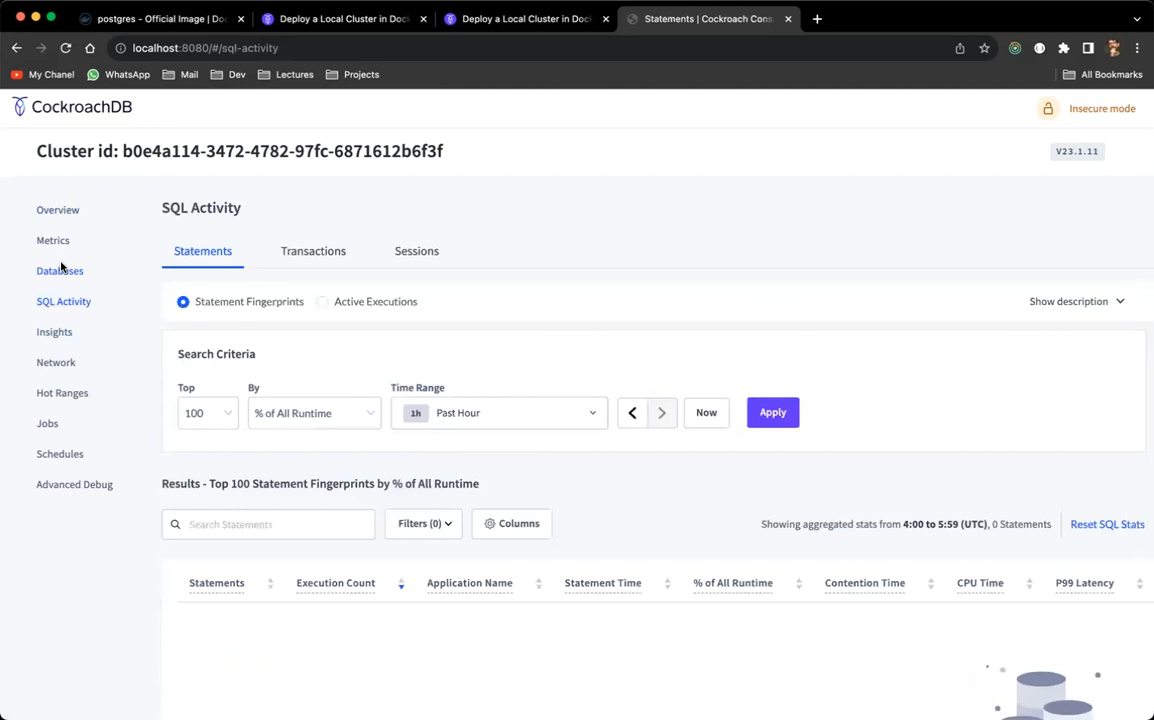 postgres - Official Image | Doc
Deploy a Local Cluster in Dock
Deploy a Local Cluster in Dock
Statements | Cockroach Cons
localhost:8080/#/sql-activity
My Chanel
WhatsApp
Mail
Dev
Lectures
Projects
All Bookmarks
CockroachDB
Insecure mode
Cluster id: b0e4a114-3472-4782-97fc-6871612b6f3f
V23.1.11
Overview
Metrics
Databases
SQL Activity
Insights
Network
Hot Ranges
Jobs
Schedules
Advanced Debug
SQL Activity
Statements
Transactions
Sessions
Statement Fingerprints
Active Executions
Show description
Search Criteria
Top
By
Time Range
100
% of All Runtime
1h
Past Hour
Now
Apply
Results - Top 100 Statement Fingerprints by % of All Runtime
Search Statements
Filters (0)
Columns
Showing aggregated stats from 4:00 to 5:59 (UTC), 0 Statements
Reset SQL Stats
Statements
Execution Count
Application Name
Statement Time
% of All Runtime
Contention Time
CPU Time
P99 Latency